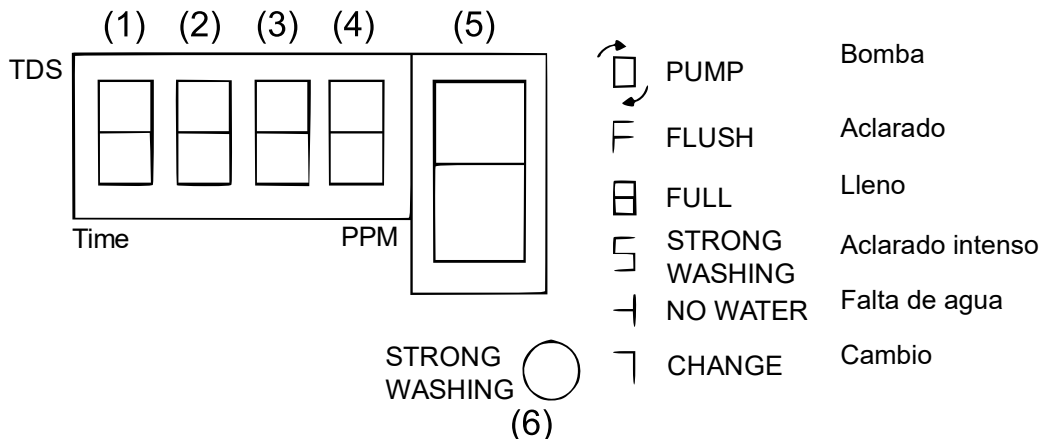 (1) (2) (3) (4) (5)
TDS
Time PPM
STRONG
WASHING
(6)
PUMP Bomba
FLUSH Aclarado
FULL Lleno
STRONG
WASHING Aclarado intenso
NO WATER Falta de agua
CHANGE Cambio